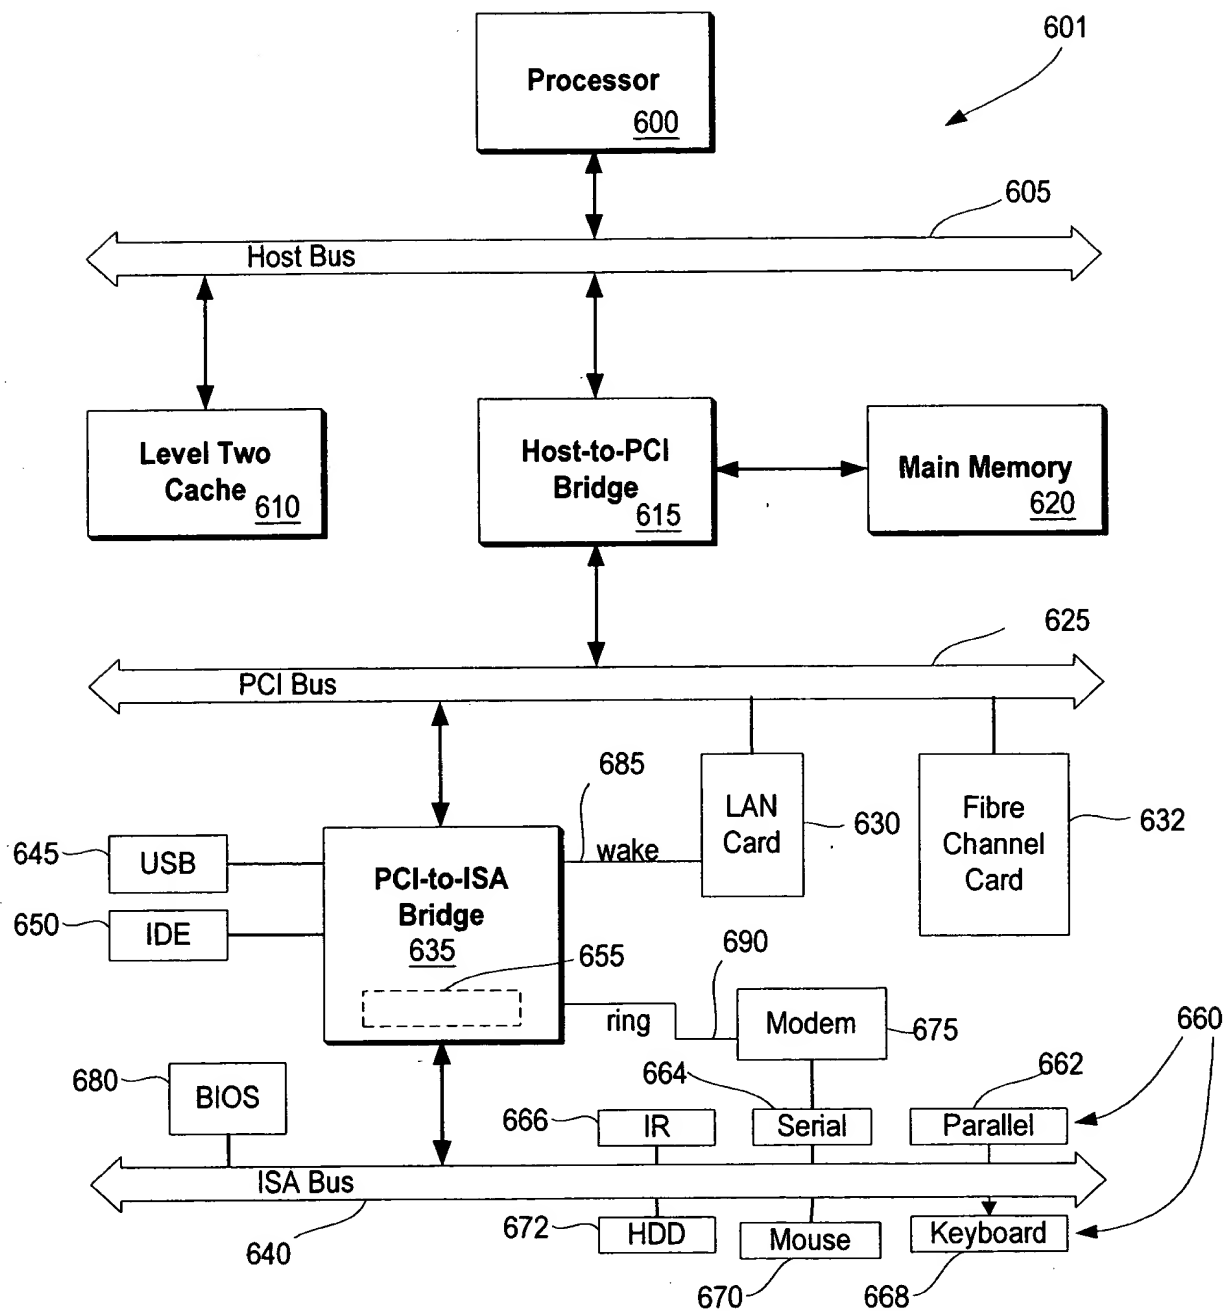 601
Processor
600
605
Host Bus
Level Two
Cache
610
Host-to-PCI
Bridge
615
Main Memory
620
625
PCI Bus
685
LAN
Card
630
Fibre
Channel
Card
632
645
USB
wake
PCI-to-ISA
Bridge
635
650
IDE
655
690
ring
Modem
675
660
680
BIOS
664
662
666
IR
Serial
Parallel
ISA Bus
640
672
HDD
Mouse
Keyboard
670
668